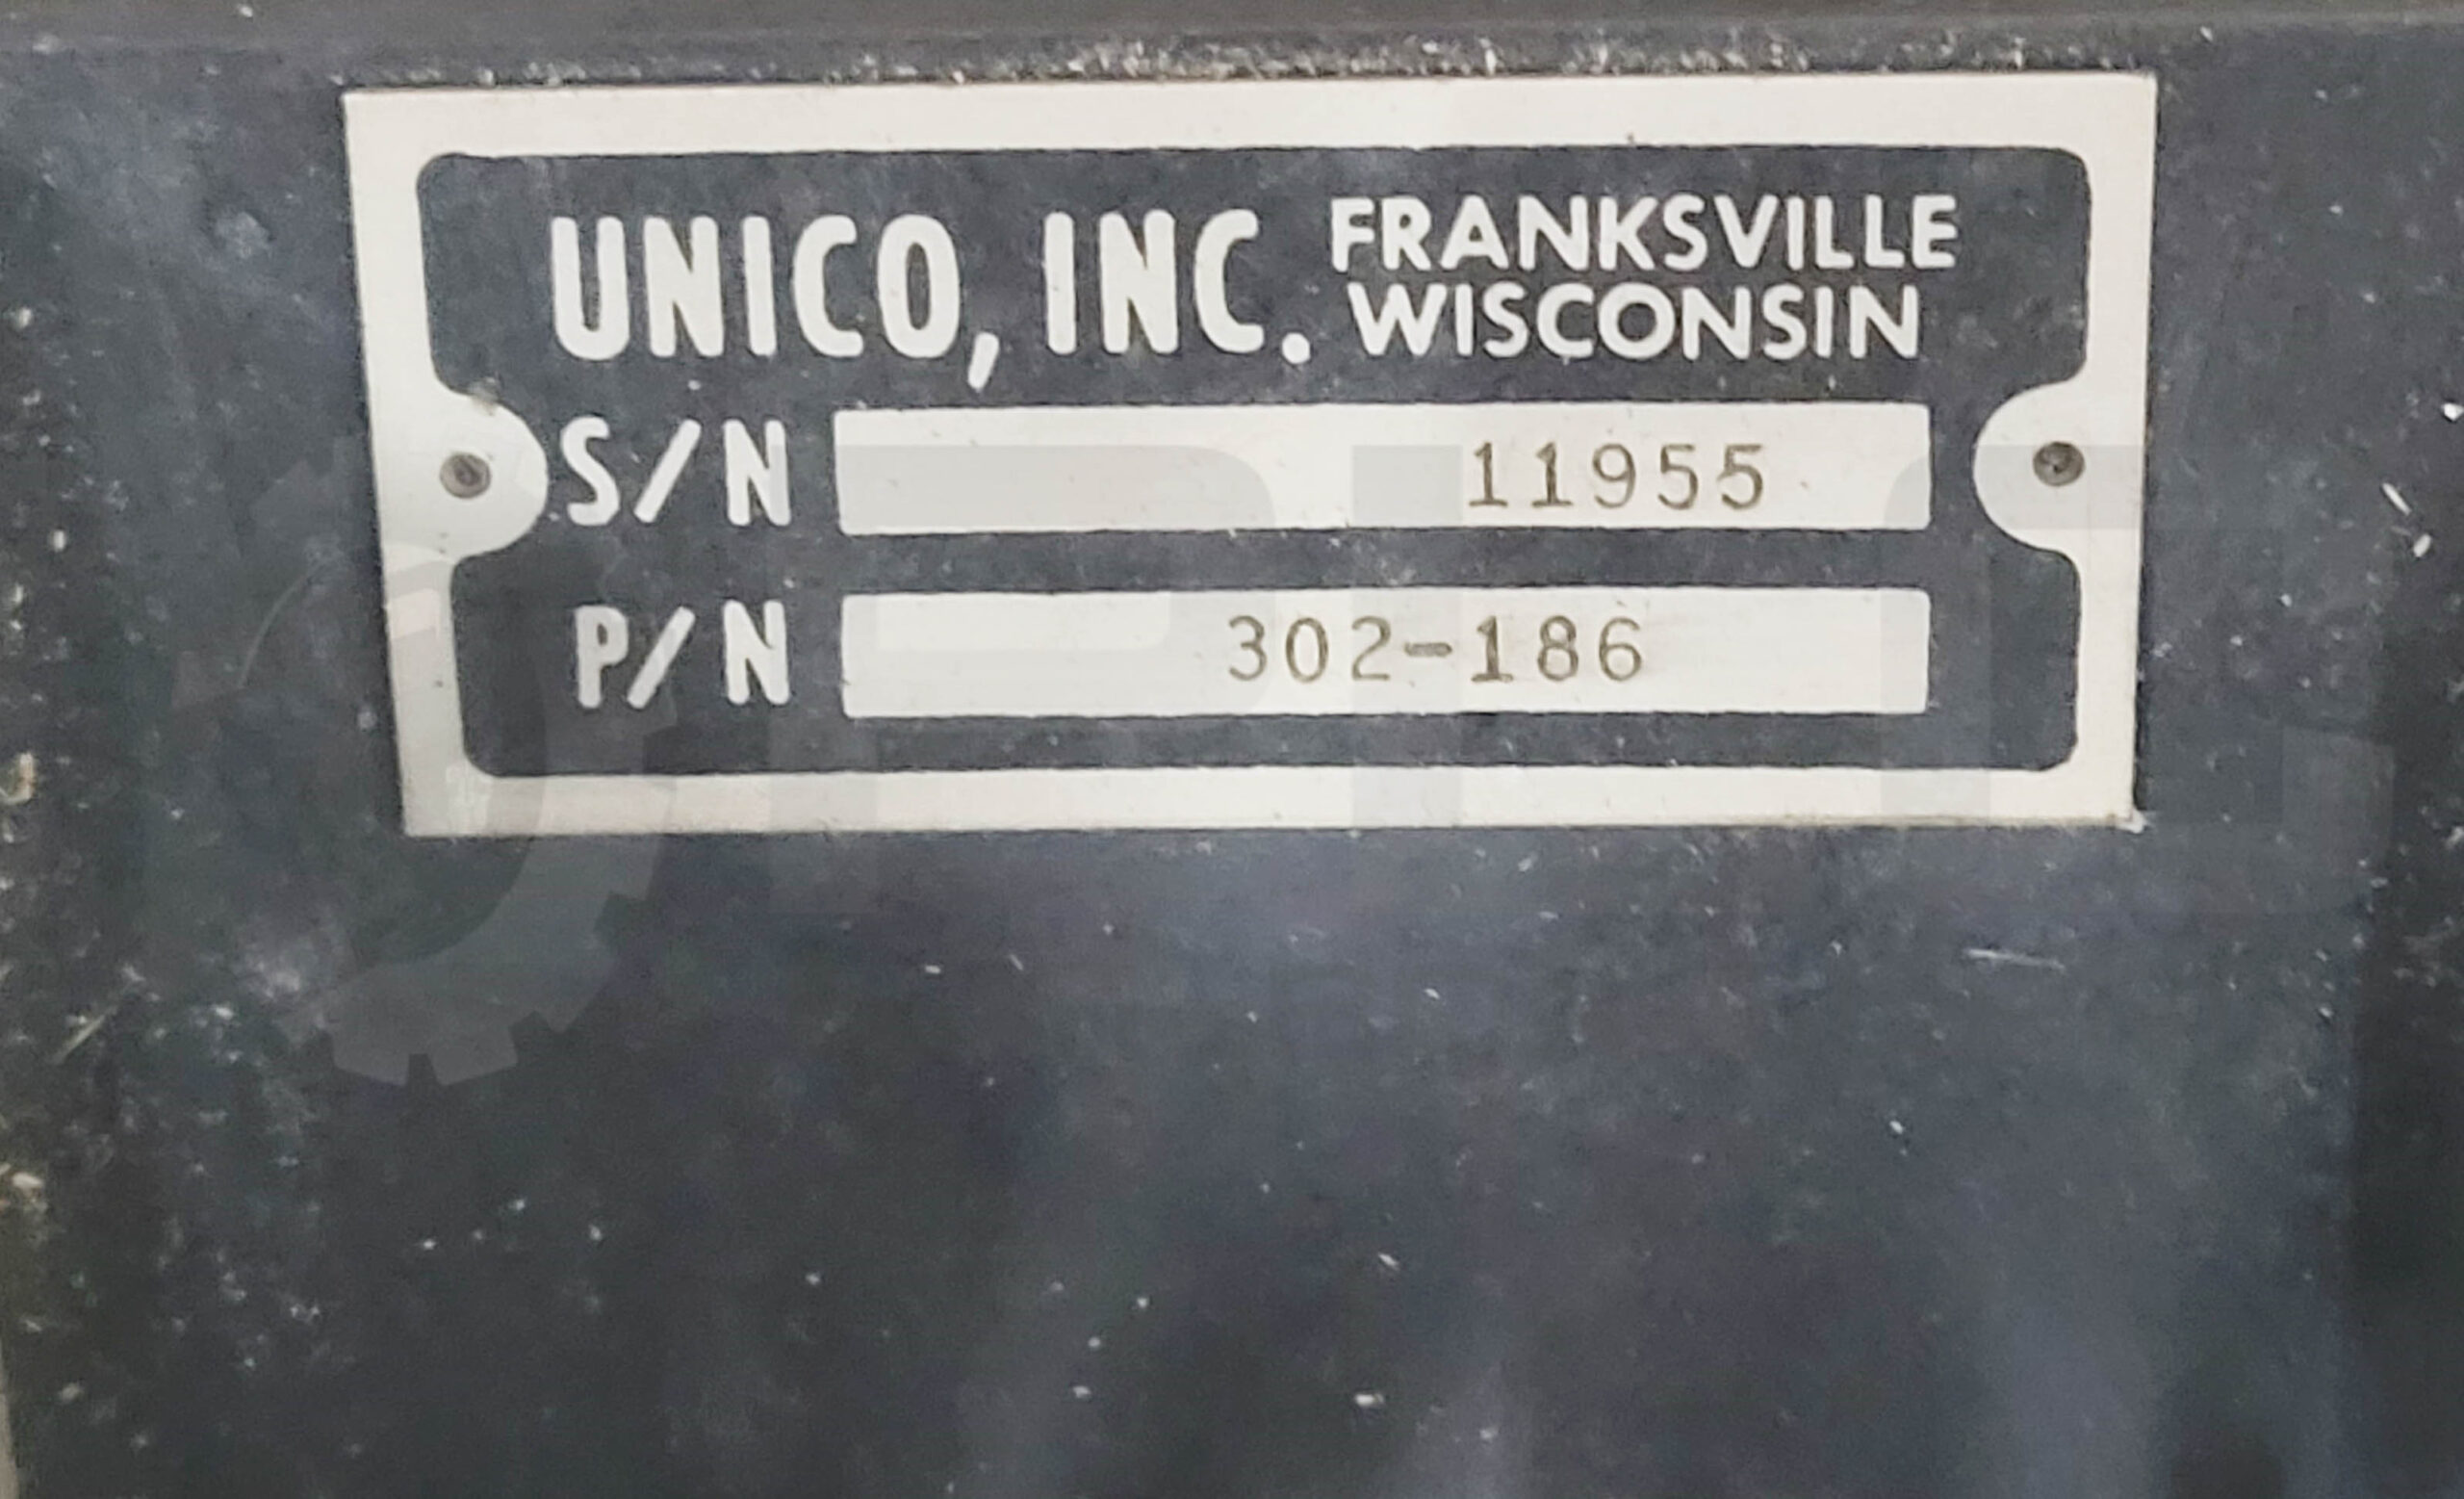 UNICO, INC. FRANKSVILLE
WISCONSIN
S/N 11955
P/N 302-186